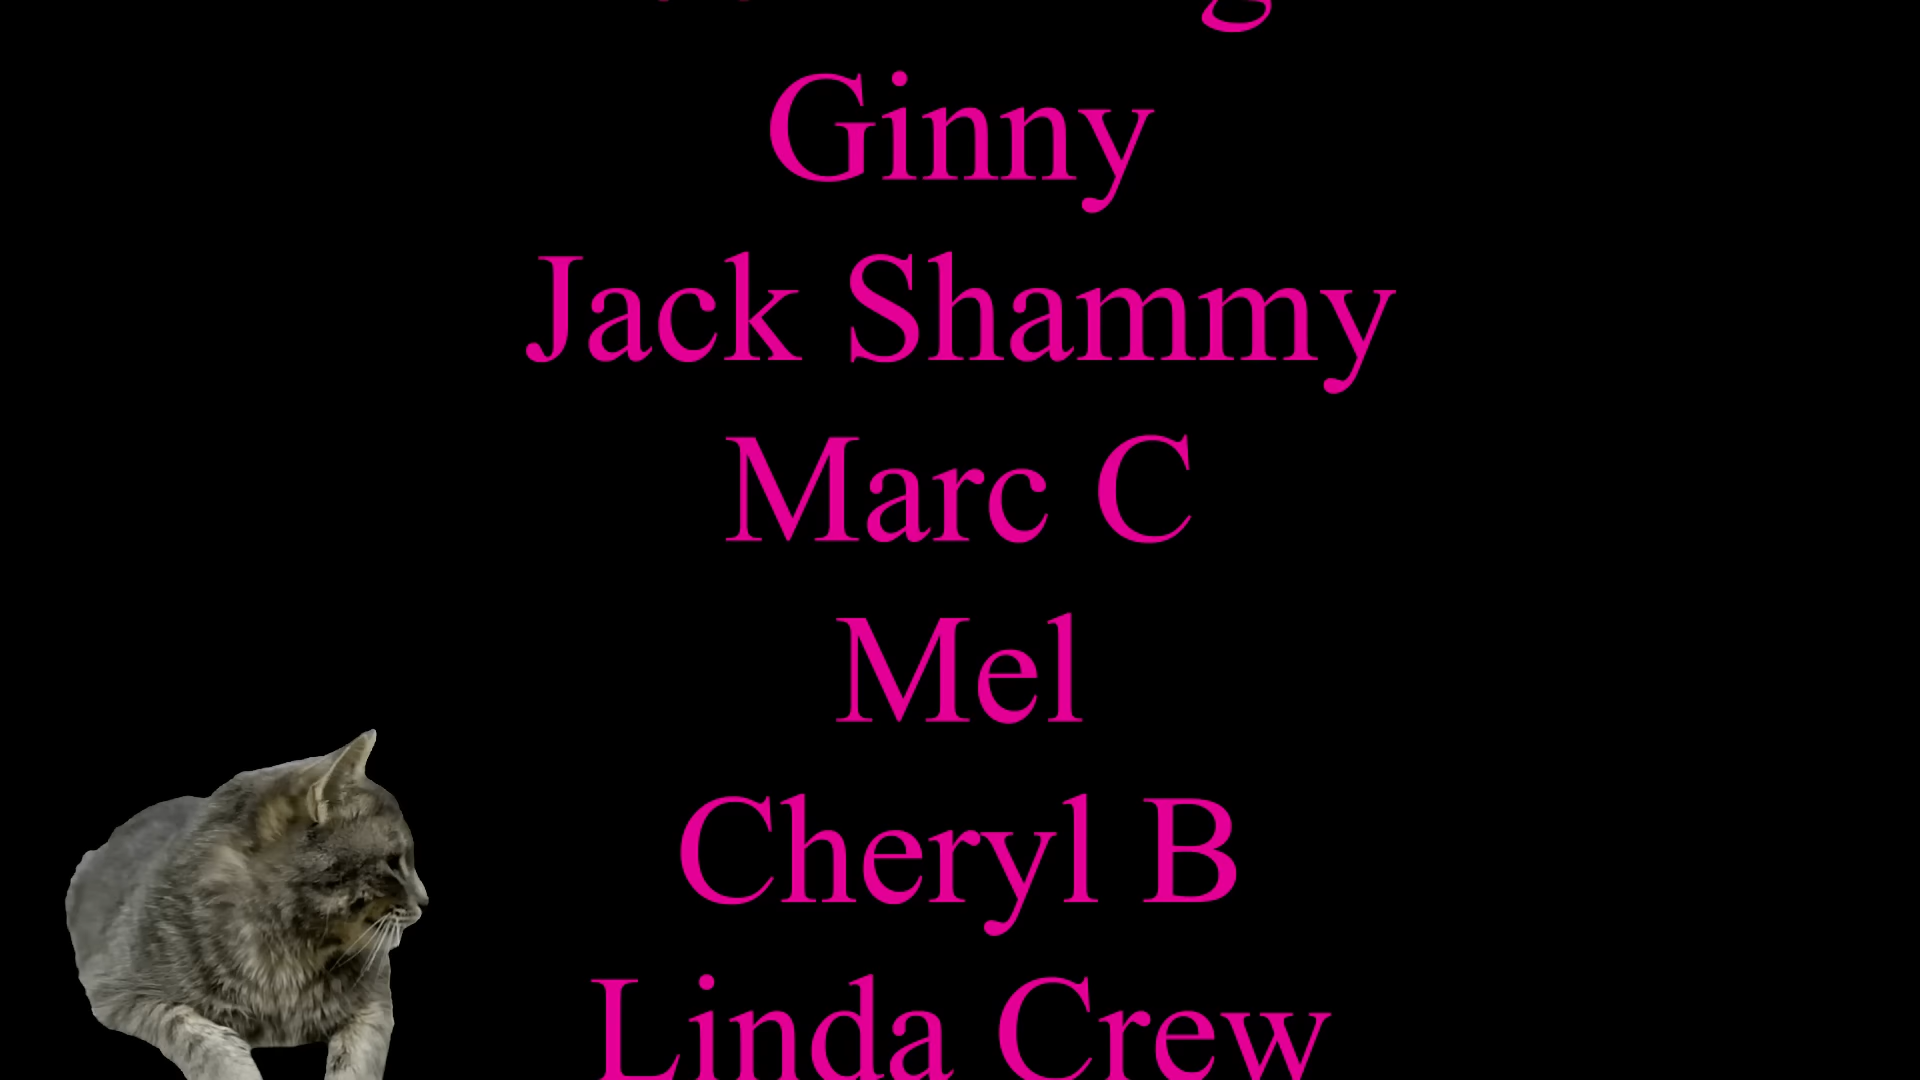 Ginny
Jack Shammy
Marc C
Mel
Cheryl B
Linda Crew